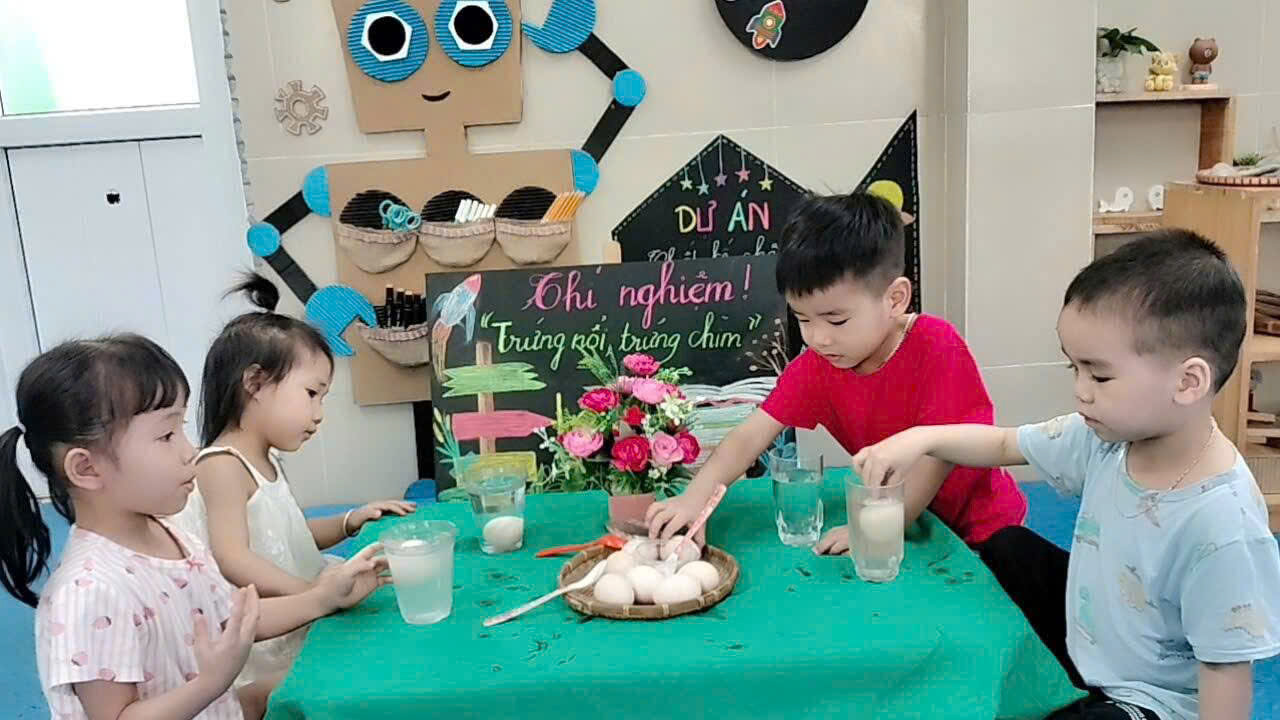 DỰ ÁN
Thí nghiệm!
"Trứng nổi, trứng chìm"